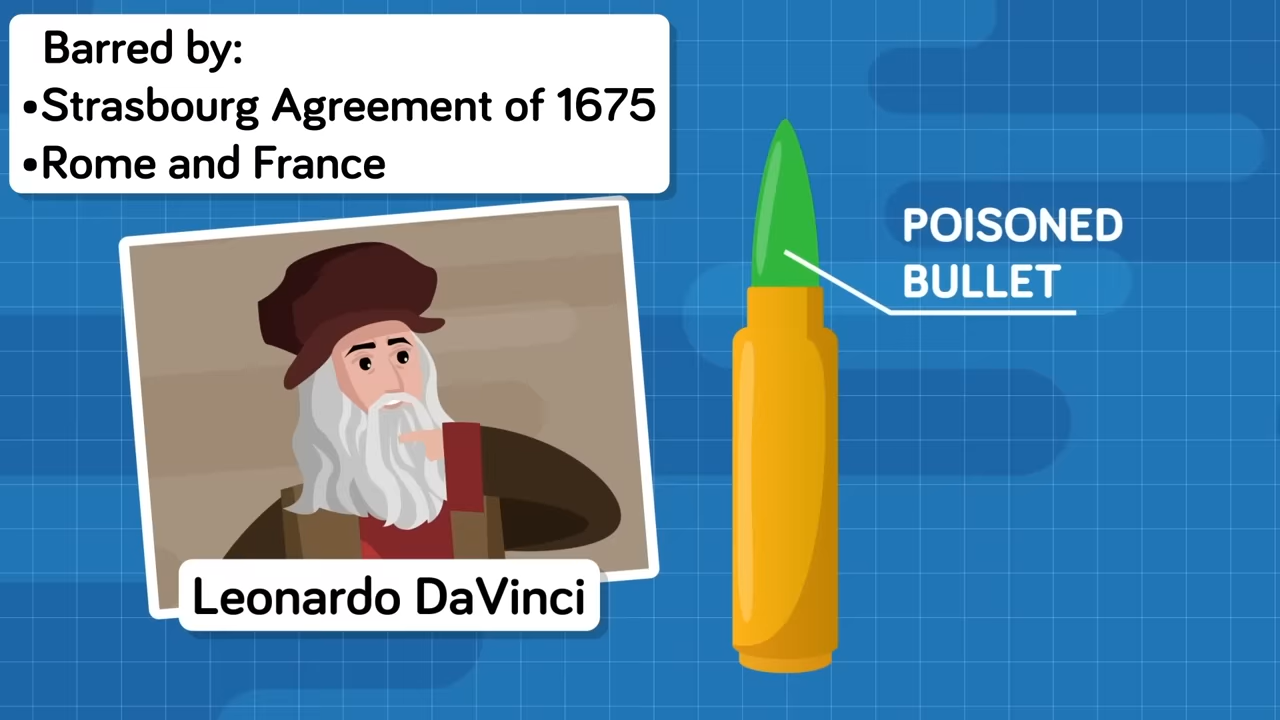 Barred by:
•Strasbourg Agreement of 1675
•Rome and France
POISONED
BULLET
Leonardo DaVinci